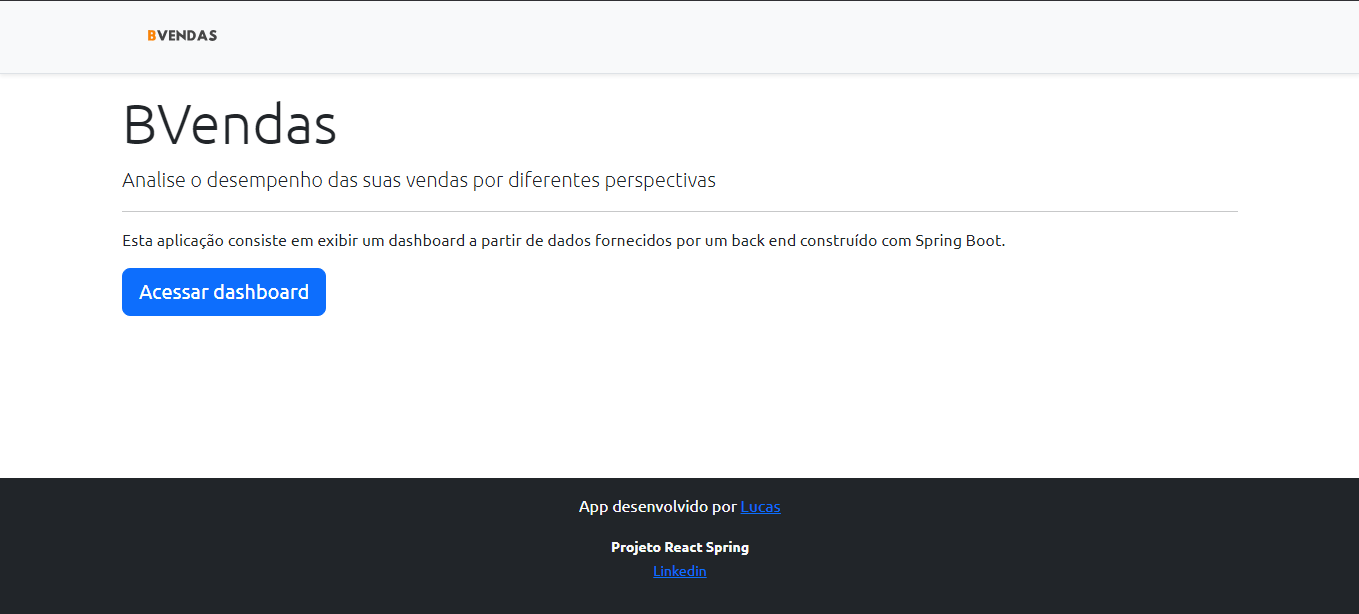 BVENDAS
BVendas
Analise o desempenho das suas vendas por diferentes perspectivas
Esta aplicação consiste em exibir um dashboard a partir de dados fornecidos por um back end construído com Spring Boot.
Acessar dashboard
App desenvolvido por Lucas
Projeto React Spring
Linkedin